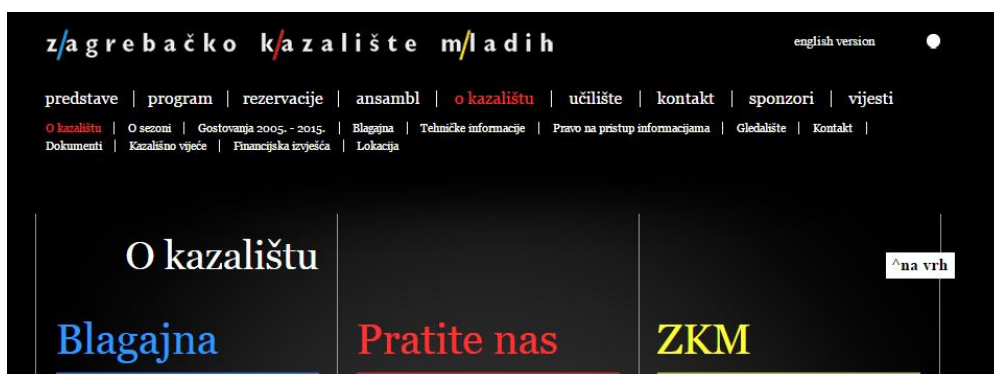 z/agrebačko k/azalište m/ladih
english version
predstave | program | rezervacije | ansambl | o kazalištu | učilište | kontakt | sponzori | vijesti
O kazalištu | O sezoni | Gostovanja 2005. - 2015. | Blagajna | Tehničke informacije | Pravo na pristup informacijama | Gledalište | Kontakt |
Dokumenti | Kazališno vijeće | Financijska izvješća | Lokacija
O kazalištu
^na vrh
Blagajna
Pratite nas
ZKM